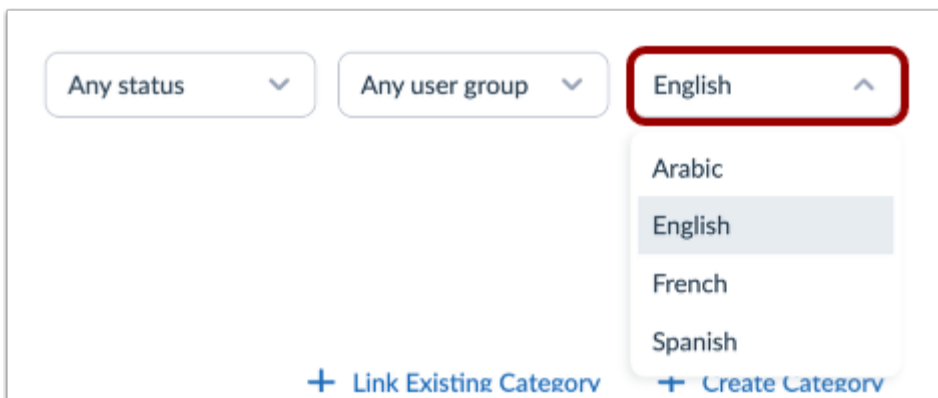 Any status
Any user group
English
Arabic
English
French
Spanish
+ Link Existing Category
+ Create Category